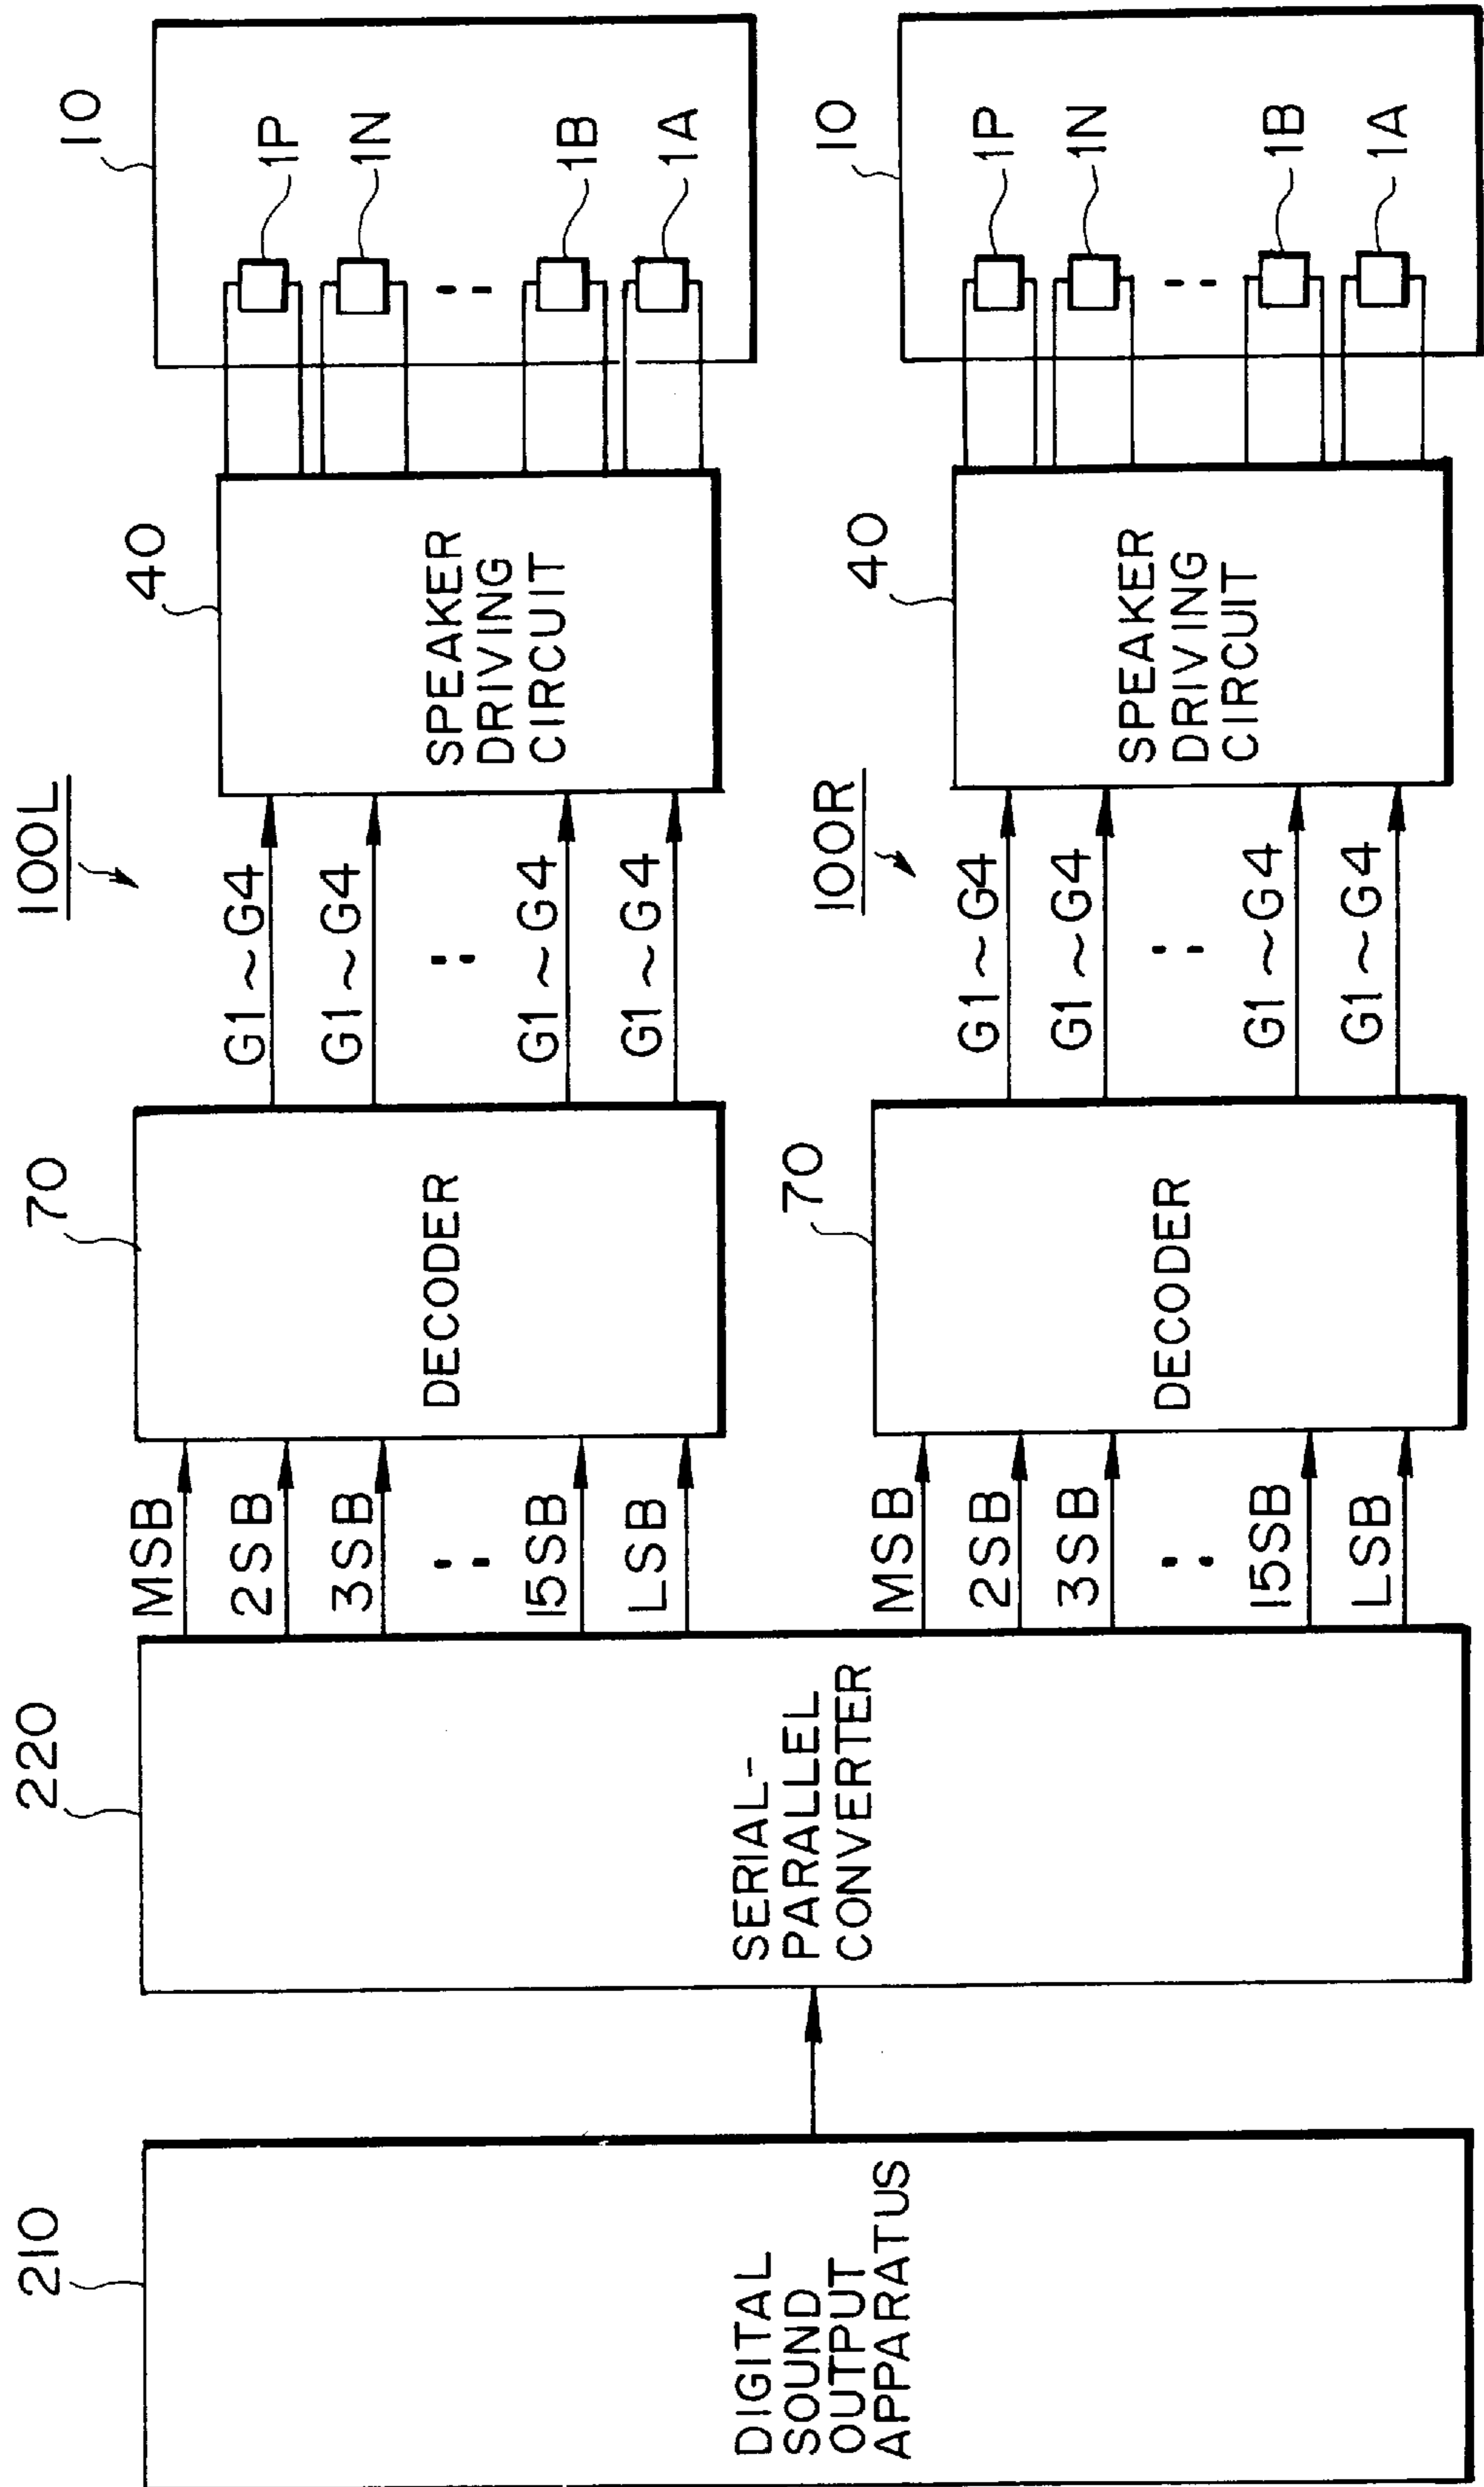 210
DIGITAL
SOUND
OUTPUT
APPARATUS
220
SERIAL-
PARALLEL
CONVERTER
MSB
2SB
3SB
15SB
LSB
70
DECODER
100L
G1~G4
G1~G4
G1~G4
G1~G4
40
SPEAKER
DRIVING
CIRCUIT
10
1P
1N
1B
1A
MSB
2SB
3SB
15SB
LSB
70
DECODER
100R
G1~G4
G1~G4
G1~G4
G1~G4
40
SPEAKER
DRIVING
CIRCUIT
10
1P
1N
1B
1A